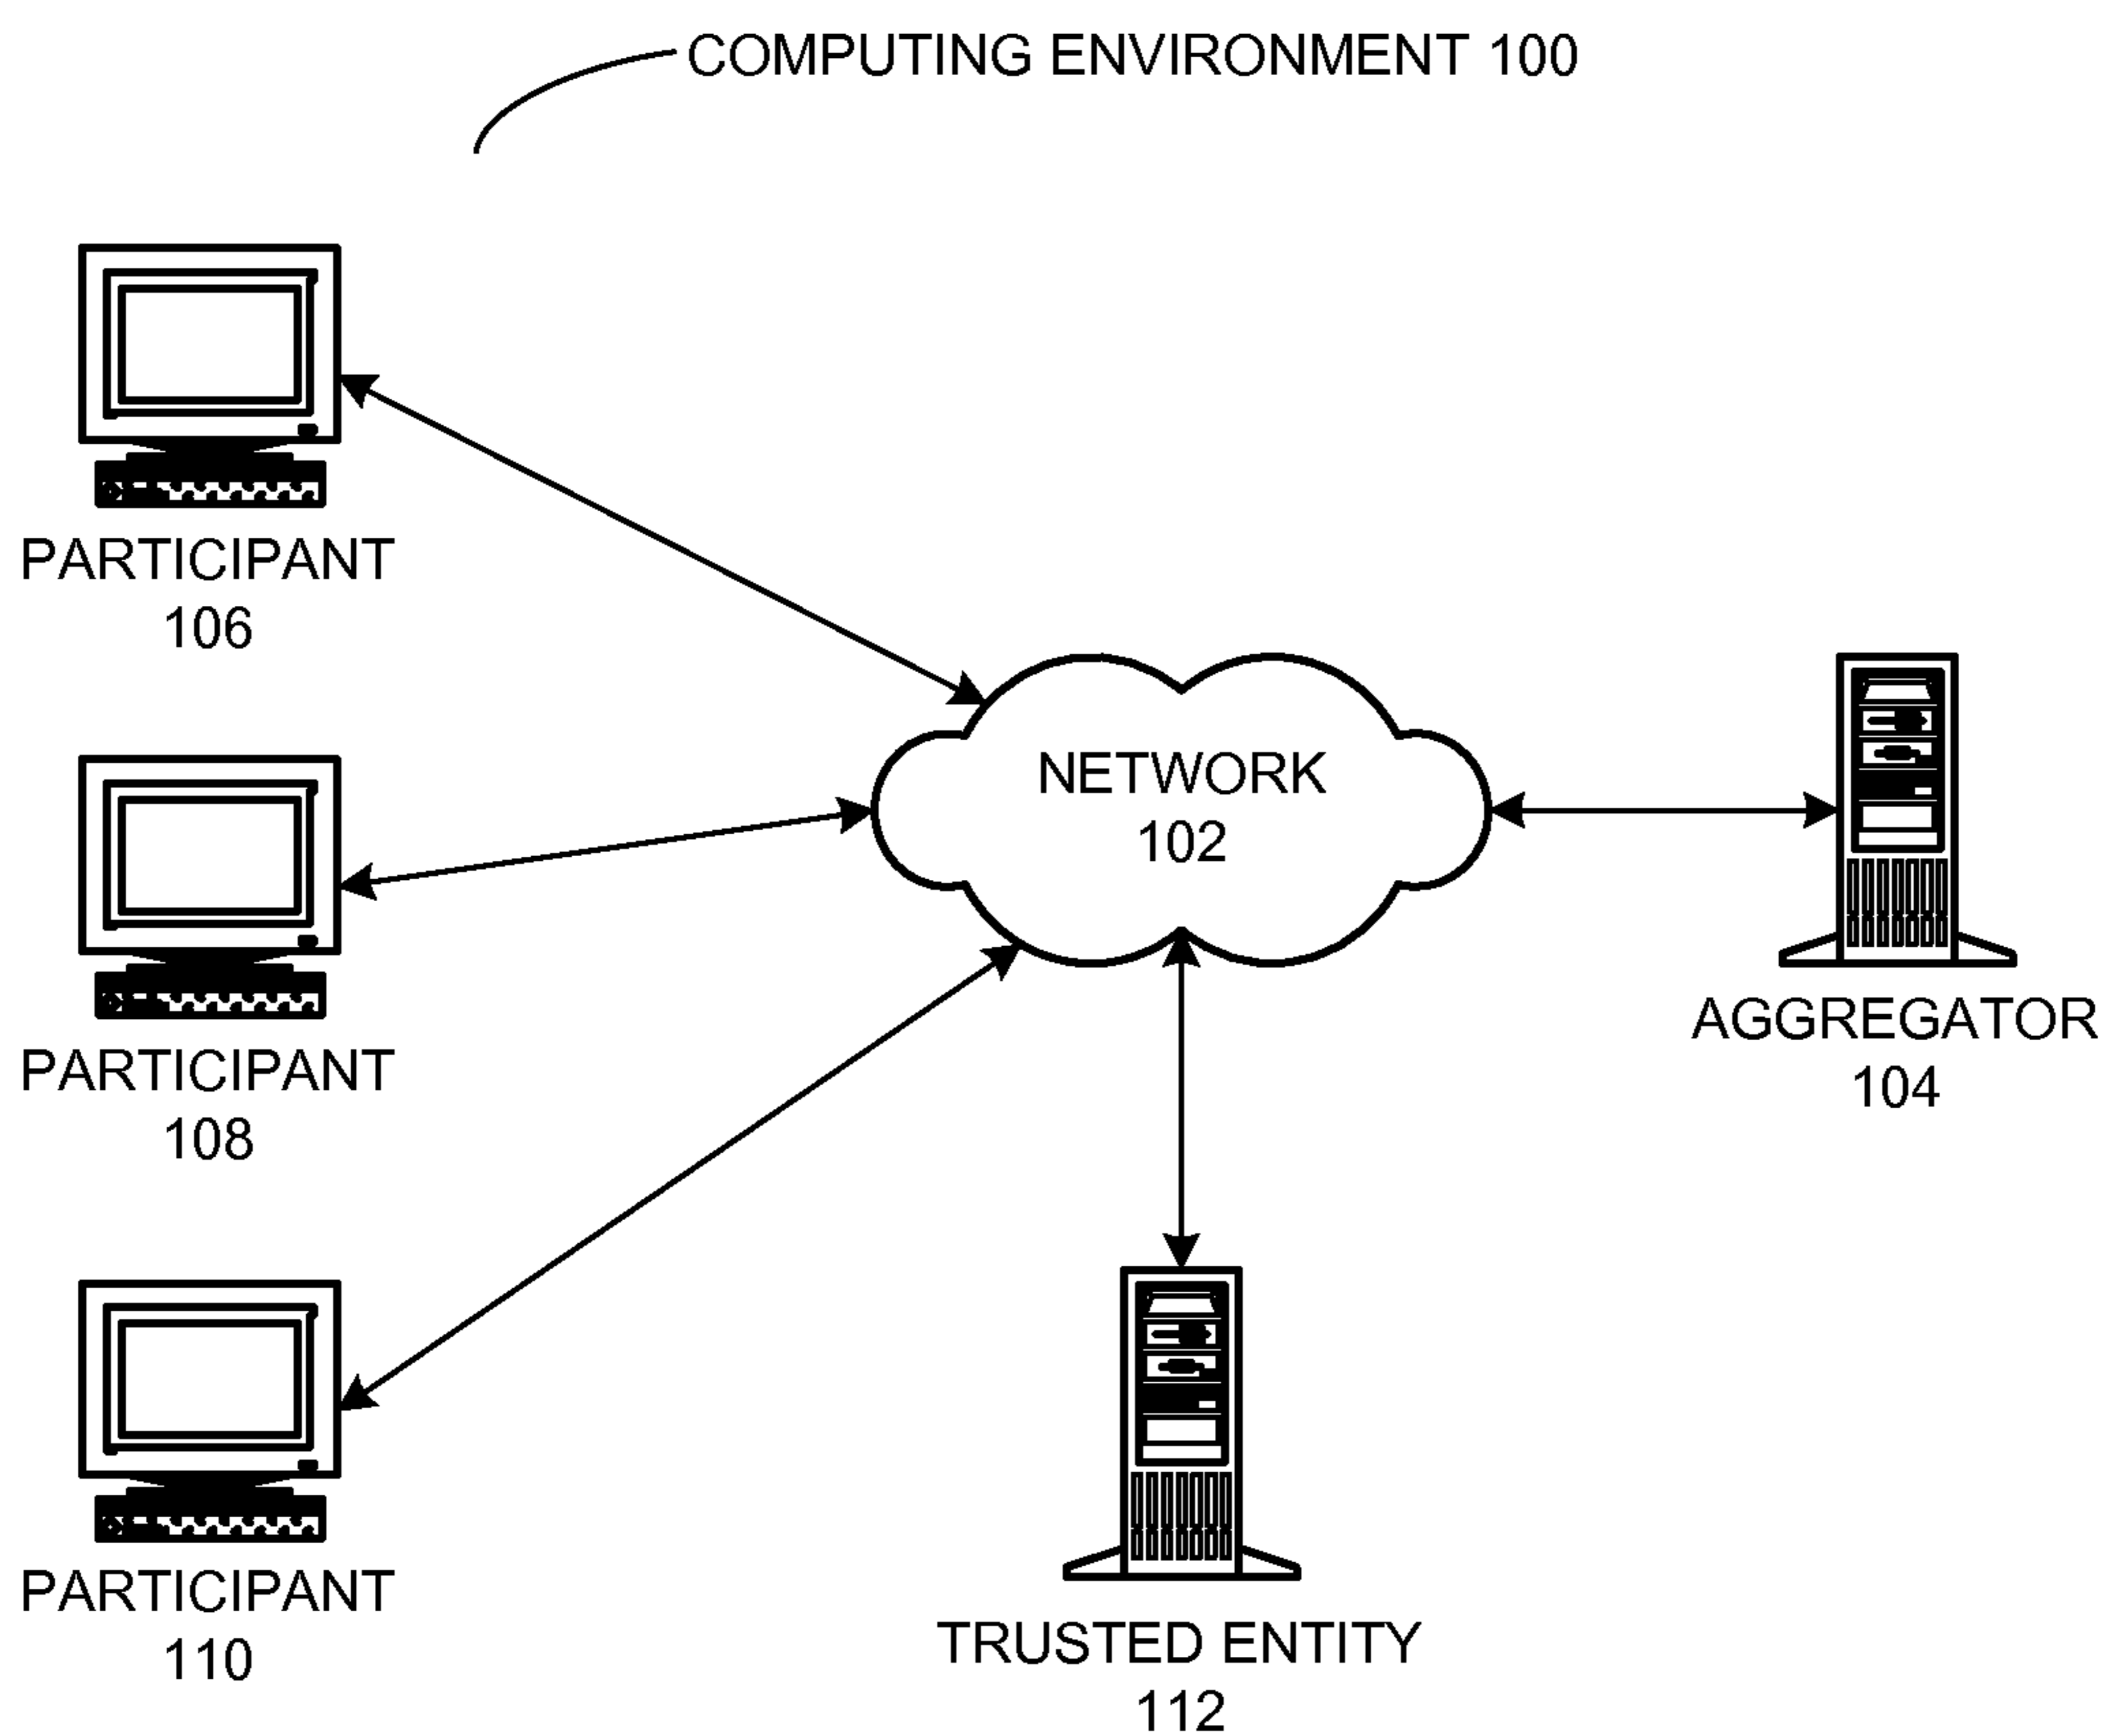 COMPUTING ENVIRONMENT 100
PARTICIPANT
106
NETWORK
102
PARTICIPANT
108
AGGREGATOR
104
PARTICIPANT
110
TRUSTED ENTITY
112